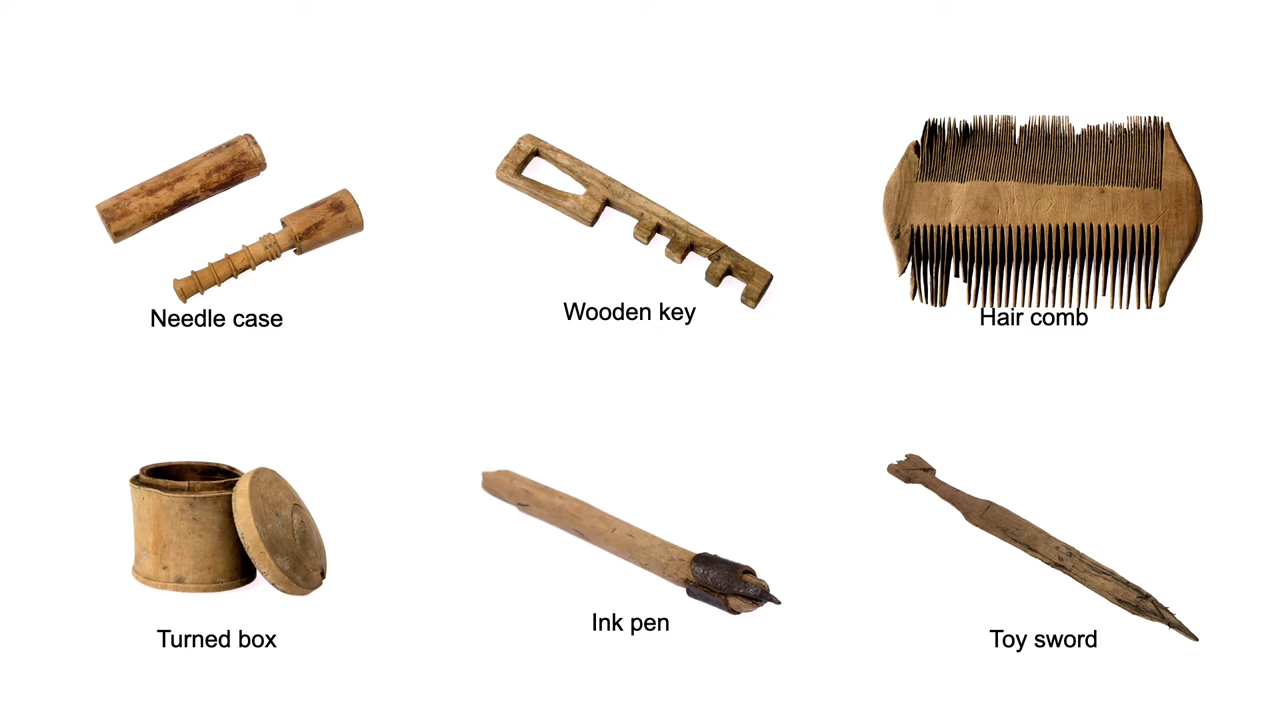 Needle case
Wooden key
Hair comb
Turned box
Ink pen
Toy sword